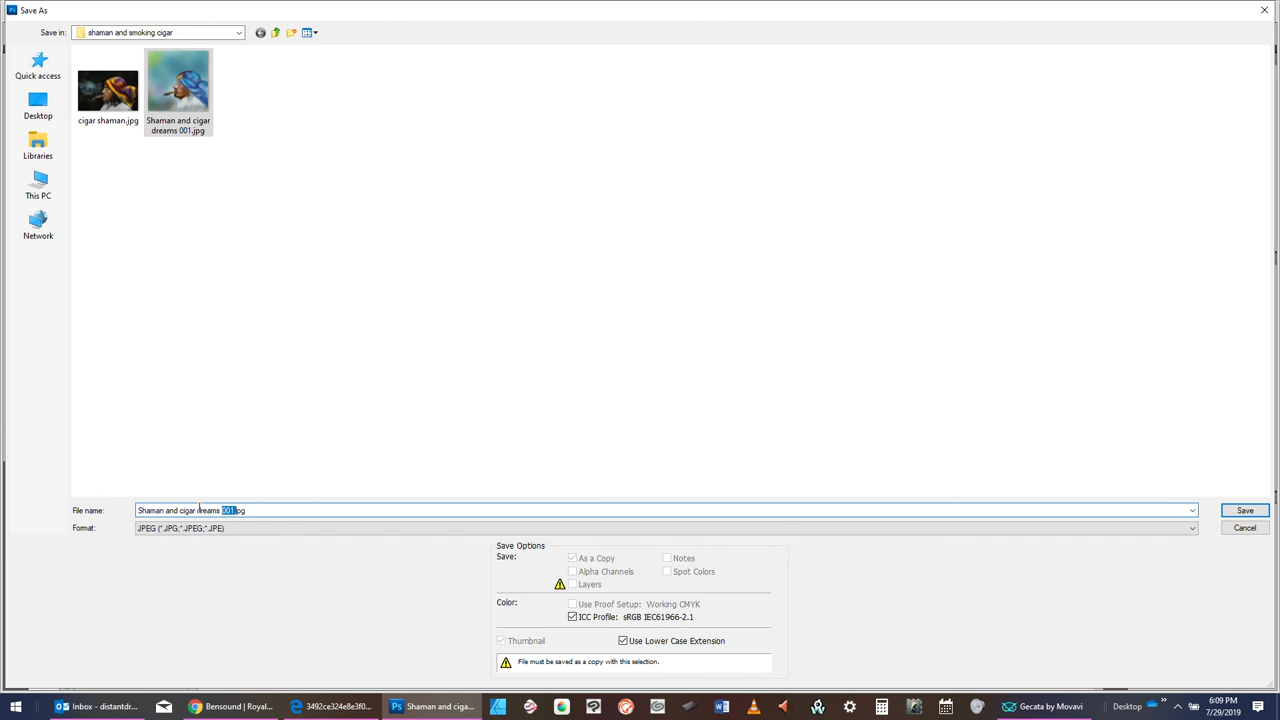 Save As
Save in: shaman and smoking cigar
Quick access
Desktop
Libraries
This PC
Network
cigar shaman.jpg
Shaman and cigar
dreams 001.jpg
File name: Shaman and cigar dreams 001.jpg Save
Format: JPEG (*.JPG;*.JPEG;*.JPE) Cancel
Save Options
Save: As a Copy Notes
Alpha Channels Spot Colors
Layers
Color: Use Proof Setup: Working CMYK
ICC Profile: sRGB IEC61966-2.1
Thumbnail Use Lower Case Extension
File must be saved as a copy with this selection.
Inbox - distantdr... Bensound | Royal... 3492ce324e8e3f0... Ps Shaman and ciga... Gecata by Movavi Desktop 6:09 PM
7/29/2019